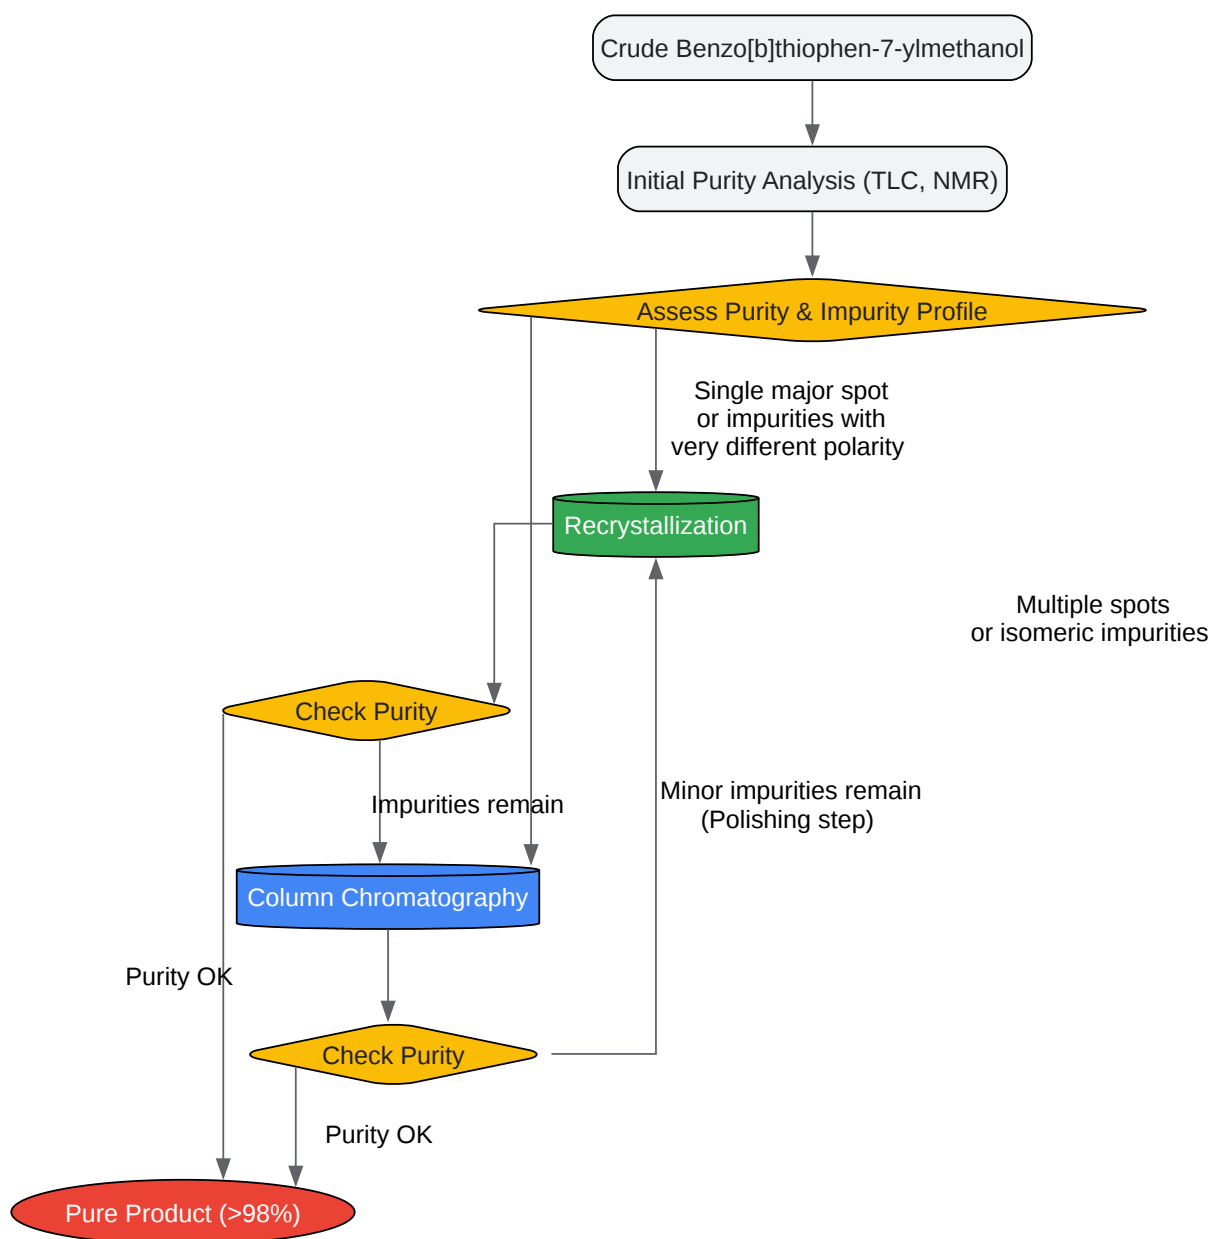 Crude Benzo[b]thiophen-7-ylmethanol
Initial Purity Analysis (TLC, NMR)
Assess Purity & Impurity Profile
Single major spot
or impurities with
very different polarity
Recrystallization
Multiple spots
or isomeric impurities
Check Purity
Impurities remain
Minor impurities remain
(Polishing step)
Column Chromatography
Purity OK
Check Purity
Purity OK
Pure Product (>98%)